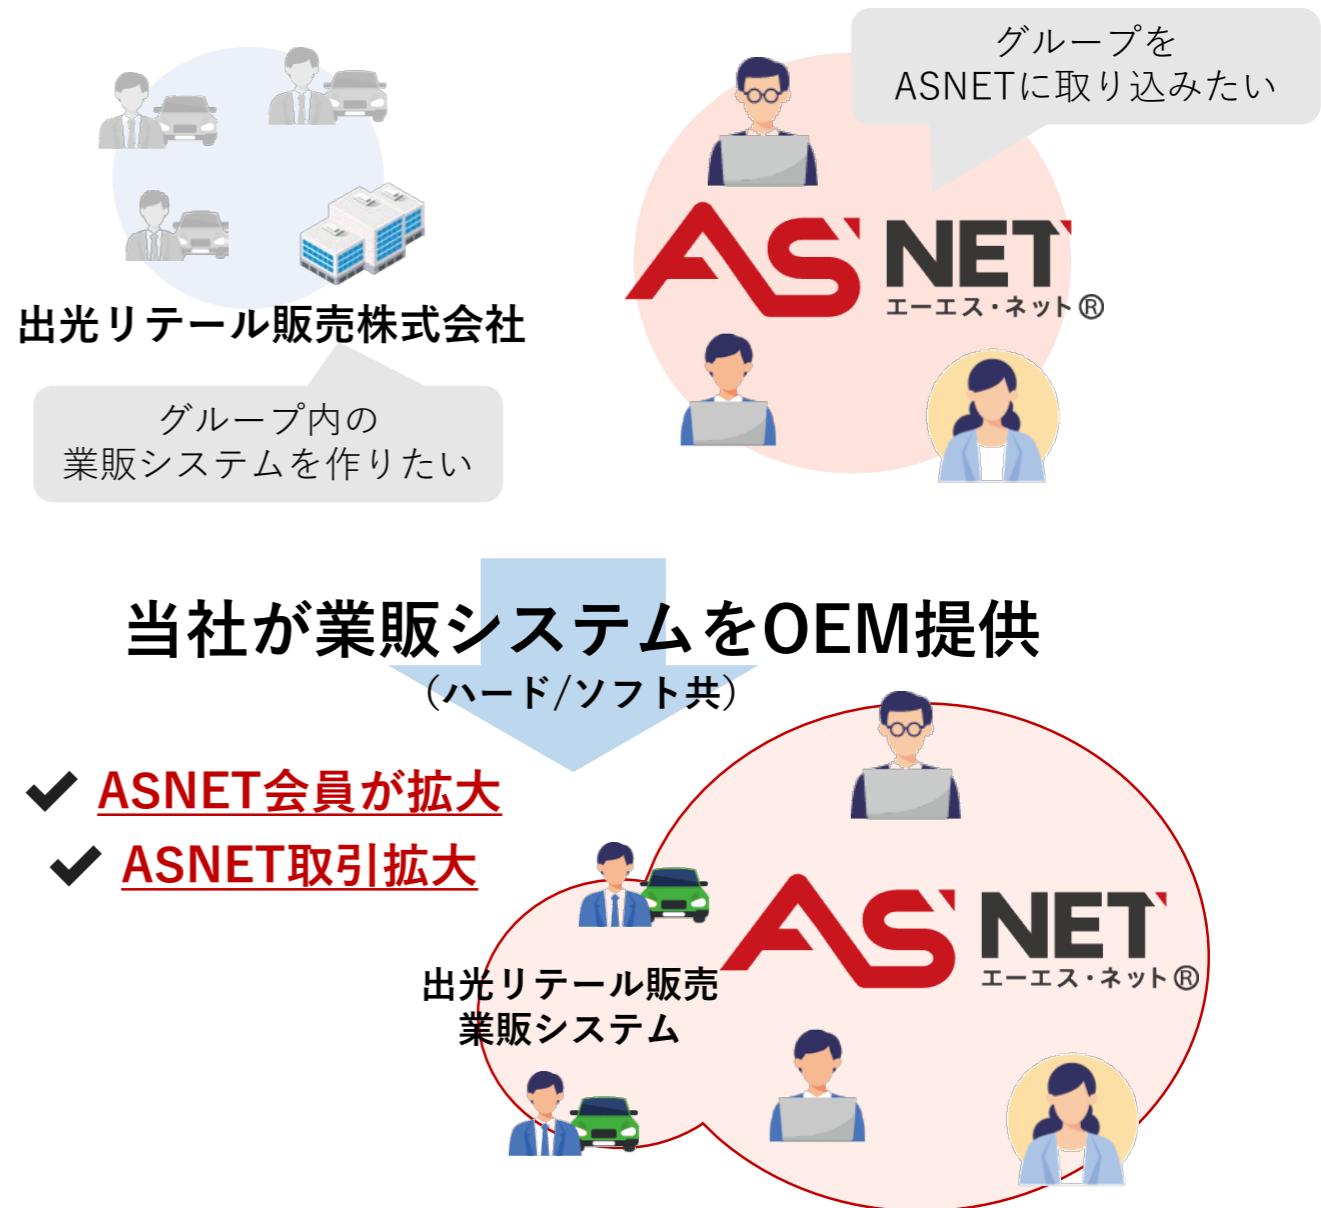 グループを
ASNETに取り込みたい
AS NET
エーエス・ネット®
出光リテール販売株式会社
グループ内の
業販システムを作りたい
当社が業販システムをOEM提供
（ハード/ソフト共）
✔ ASNET会員が拡大
✔ ASNET取引拡大
AS NET
エーエス・ネット®
出光リテール販売
業販システム